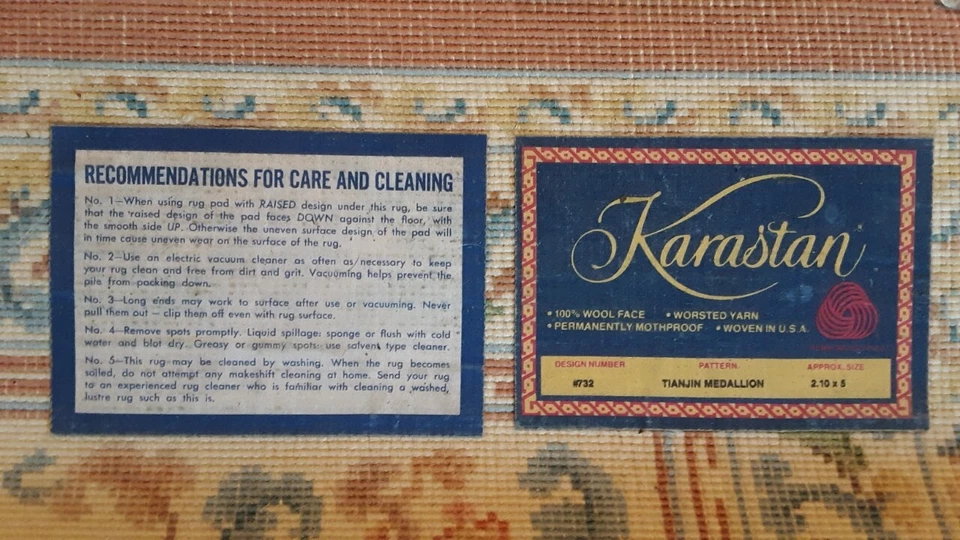 RECOMMENDATIONS FOR CARE AND CLEANING
No. 1—When using rug pad with RAISED design under this rug, be sure
that the raised design of the pad faces DOWN against the floor, with
the smooth side UP. Otherwise the uneven surface design of the pad will
in time cause uneven wear on the surface of the rug.
No. 2—Use an electric vacuum cleaner as often as necessary to keep
your rug clean and free from dirt and grit. Vacuuming helps prevent the
pile from packing down.
No. 3—Long ends may work to surface after use or vacuuming. Never
pull them out — clip them off even with rug surface.
No. 4—Remove spots promptly. Liquid spillage: sponge or flush with cold
water and blot dry. Greasy or gummy spots: use solvent type cleaner.
No. 5—This rug may be cleaned by washing. When the rug becomes
soiled, do not attempt any makeshift cleaning at home. Send your rug
to an experienced rug cleaner who is familiar with cleaning a washed,
lustre rug such as this is.
Karastan
• 100% WOOL FACE • WORSTED YARN
• PERMANENTLY MOTHPROOF • WOVEN IN U.S.A.
DESIGN NUMBER PATTERN APPROX. SIZE
#732 TIANJIN MEDALLION 2.10 x 5